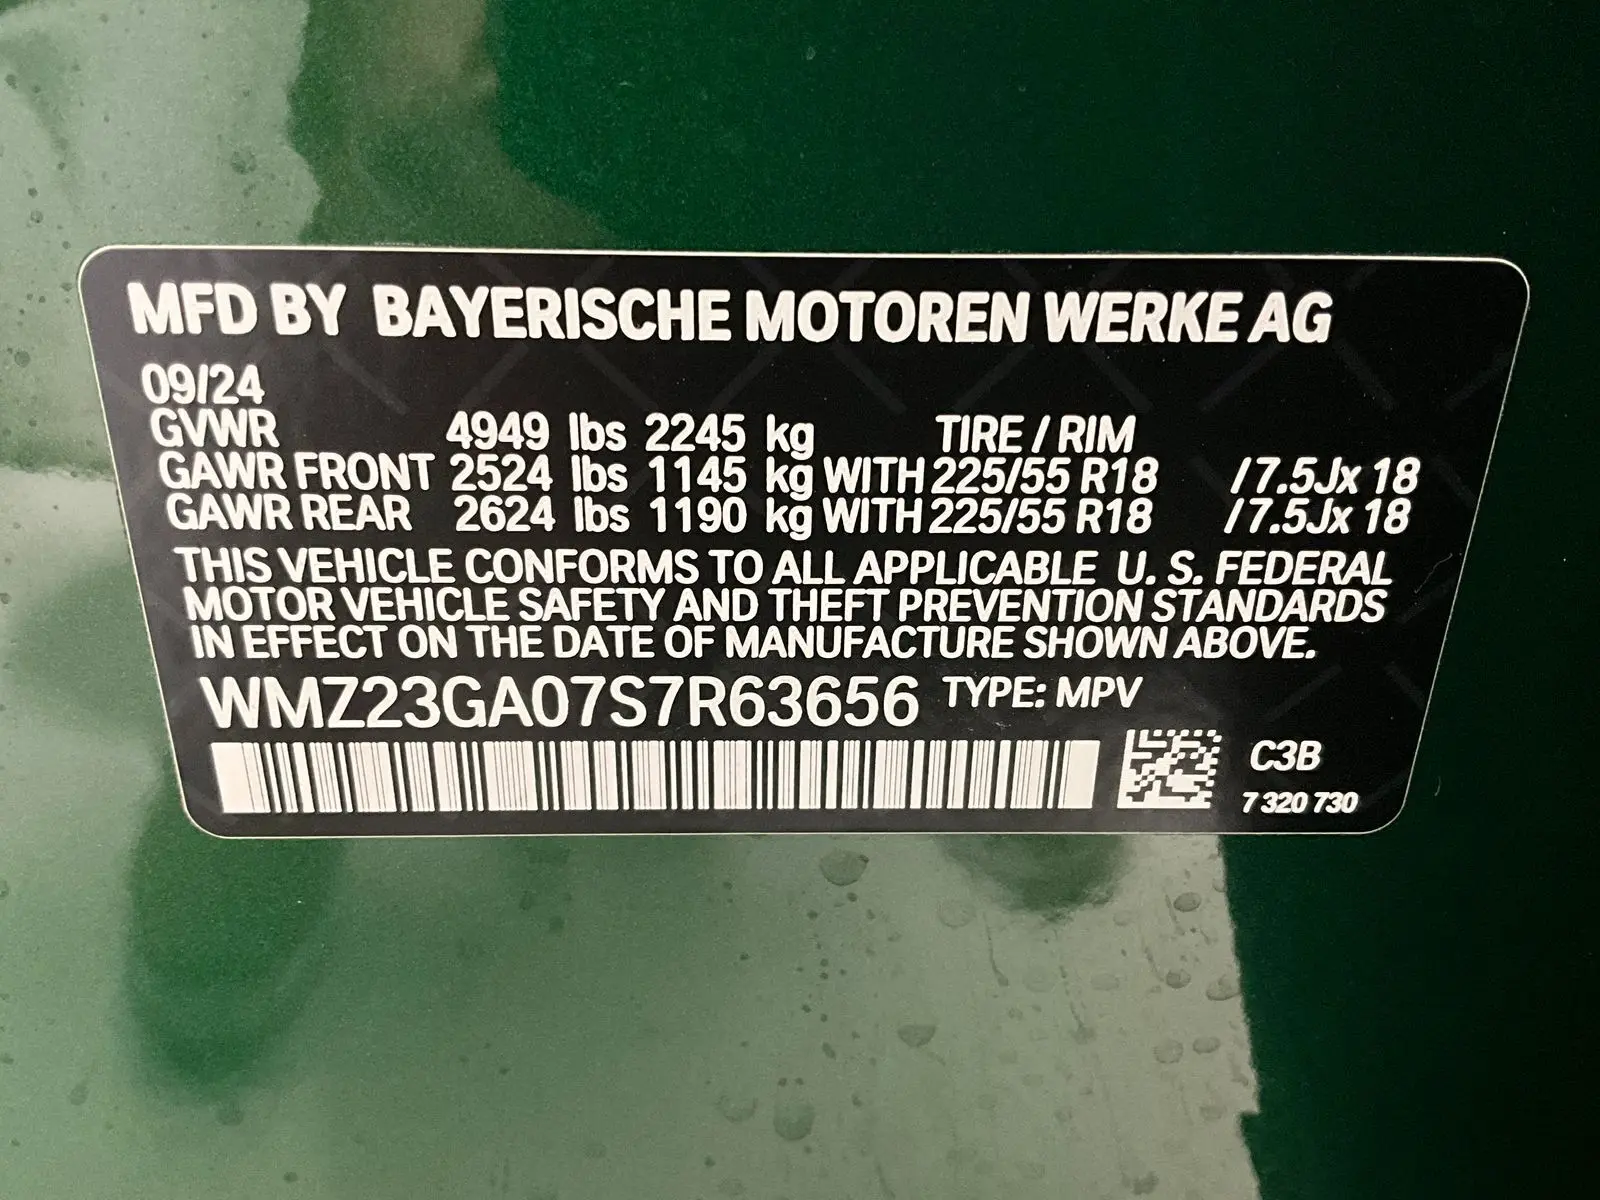 MFD BY BAYERISCHE MOTOREN WERKE AG
09/24
GVWR 4949 lbs 2245 kg TIRE / RIM
GAWR FRONT 2524 lbs 1145 kg WITH 225/55 R18 / 7.5Jx 18
GAWR REAR 2624 lbs 1190 kg WITH 225/55 R18 / 7.5Jx 18
THIS VEHICLE CONFORMS TO ALL APPLICABLE U. S. FEDERAL
MOTOR VEHICLE SAFETY AND THEFT PREVENTION STANDARDS
IN EFFECT ON THE DATE OF MANUFACTURE SHOWN ABOVE.
WMZ23GA07S7R63656 TYPE: MPV
C3B
7 320 730